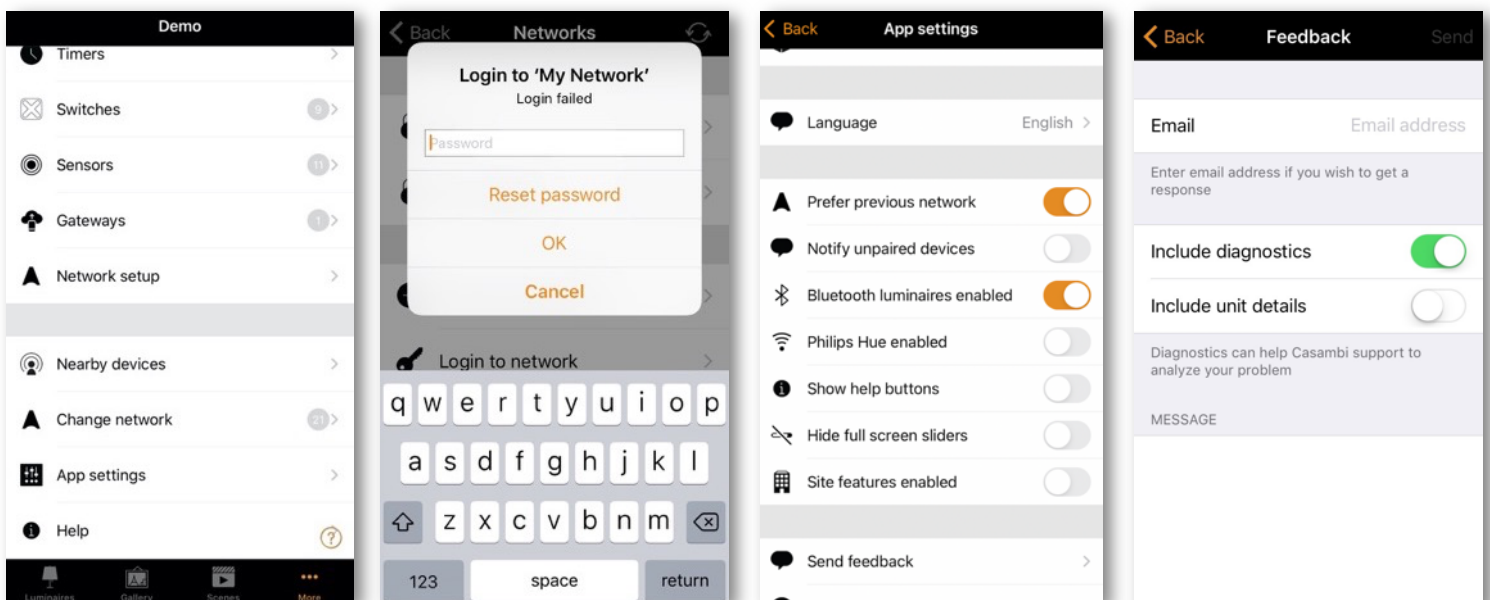 Demo
Timers
Switches
9
Sensors
11
Gateways
1
Network setup
Nearby devices
Change network
21
App settings
Help
?
Luminaires
Gallery
Scenes
More
Back
Networks
Login to ‘My Network’
Login failed
Password
Reset password
OK
Cancel
Login to network
q w e r t y u i o p
a s d f g h j k l
z x c v b n m
123 space return
Back
App settings
Language English
Prefer previous network
Notify unpaired devices
Bluetooth luminaires enabled
Philips Hue enabled
Show help buttons
Hide full screen sliders
Site features enabled
Send feedback
Back
Feedback
Send
Email Email address
Enter email address if you wish to get a
response
Include diagnostics
Include unit details
Diagnostics can help Casambi support to
analyze your problem
MESSAGE